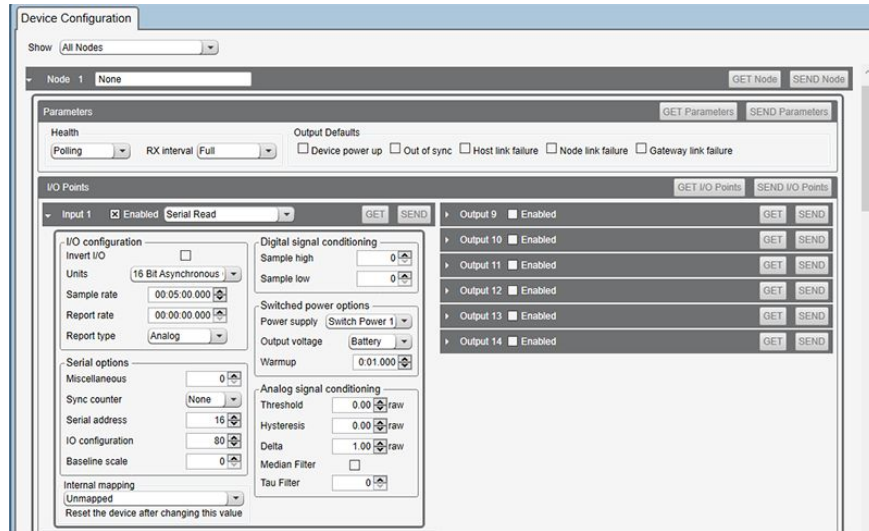 Device Configuration
Show All Nodes
Node 1 None GET Node SEND Node
Parameters GET Parameters SEND Parameters
Health Output Defaults
Polling RX interval Full Device power up Out of sync Host link failure Node link failure Gateway link failure
I/O Points GET I/O Points SEND I/O Points
Input 1 Enabled Serial Read GET SEND
I/O configuration
Invert I/O
Units 16 Bit Asynchronous
Sample rate 00:05:00.000
Report rate 00:00:00.000
Report type Analog
Serial options
Miscellaneous 0
Sync counter None
Serial address 16
IO configuration 80
Baseline scale 0
Internal mapping
Unmapped
Reset the device after changing this value
Digital signal conditioning
Sample high 0
Sample low 0
Switched power options
Power supply Switch Power 1
Output voltage Battery
Warmup 0:01.000
Analog signal conditioning
Threshold 0.00 raw
Hysteresis 0.00 raw
Delta 1.00 raw
Median Filter
Tau Filter 0
Output 9 Enabled GET SEND
Output 10 Enabled GET SEND
Output 11 Enabled GET SEND
Output 12 Enabled GET SEND
Output 13 Enabled GET SEND
Output 14 Enabled GET SEND